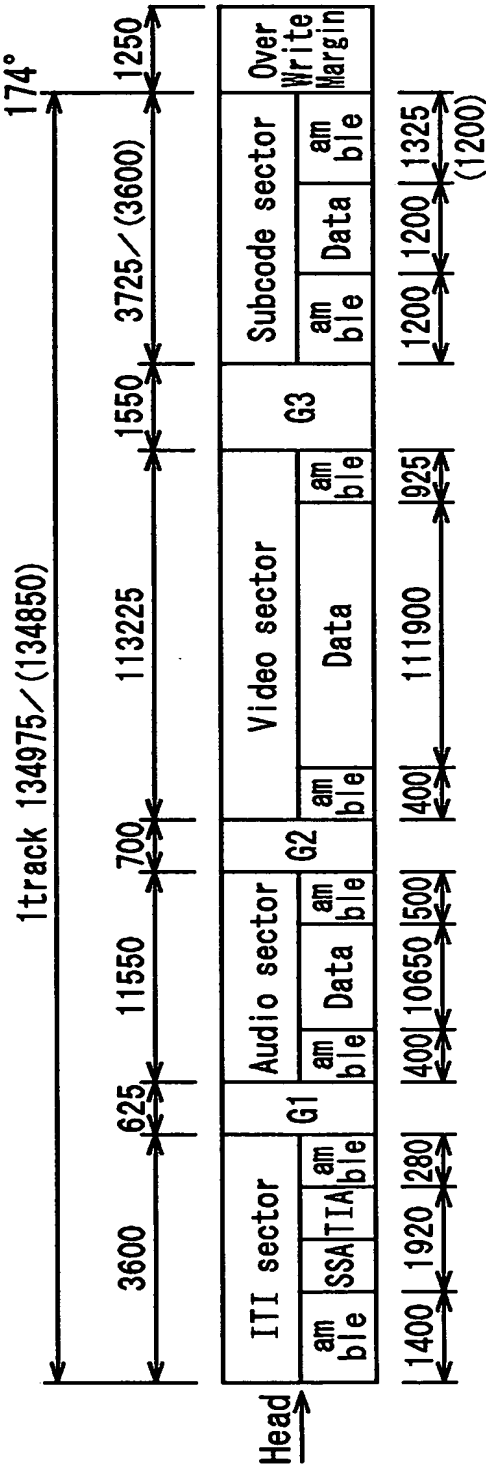 174°
1track 134975/(134850)
3600
625
11550
700
113225
1550
3725/(3600)
1250
ITI sector
G1
Audio sector
G2
Video sector
G3
Subcode sector
Over
Write
Margin
am
ble
SSA
TIA
am
ble
am
ble
Data
am
ble
am
ble
Data
am
ble
am
ble
Data
am
ble
Head
1400
1920
280
400
10650
500
400
111900
925
1200
1200
1325
(1200)